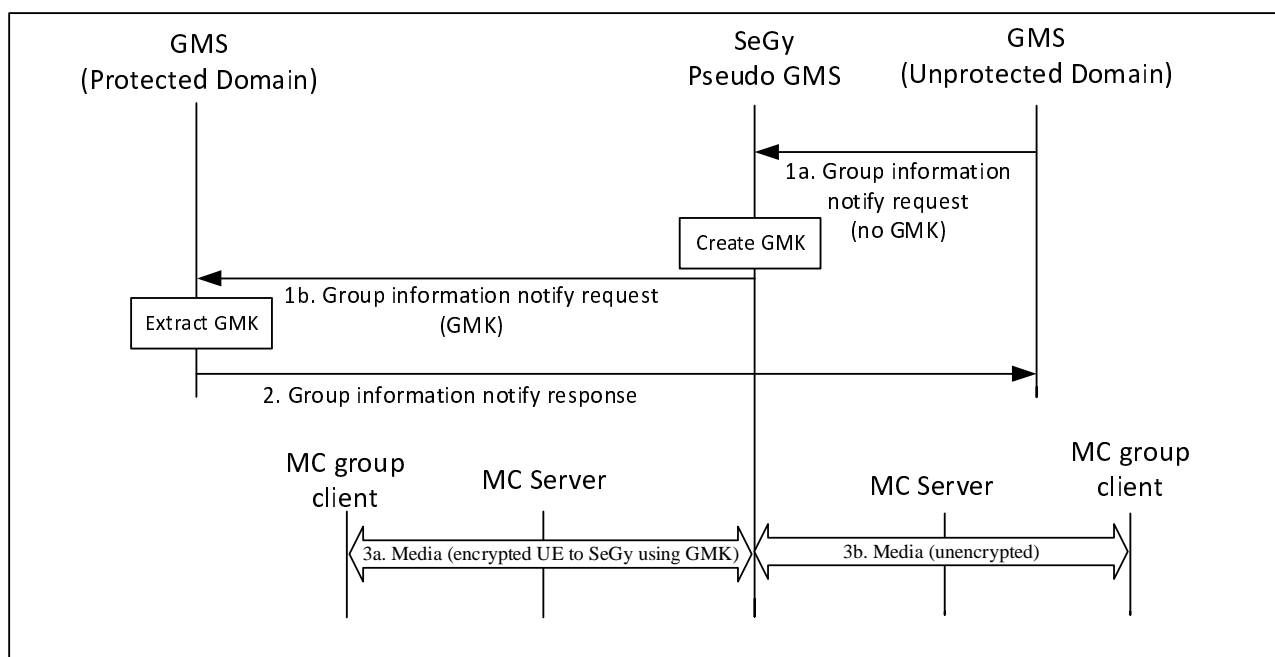 GMS
(Protected Domain)
SeGy
Pseudo GMS
GMS
(Unprotected Domain)
1a. Group information
notify request
(no GMK)
Create GMK
1b. Group information notify request
(GMK)
Extract GMK
2. Group information notify response
MC group
client
MC Server
MC Server
MC group
client
3a. Media (encrypted UE to SeGy using GMK)
3b. Media (unencrypted)